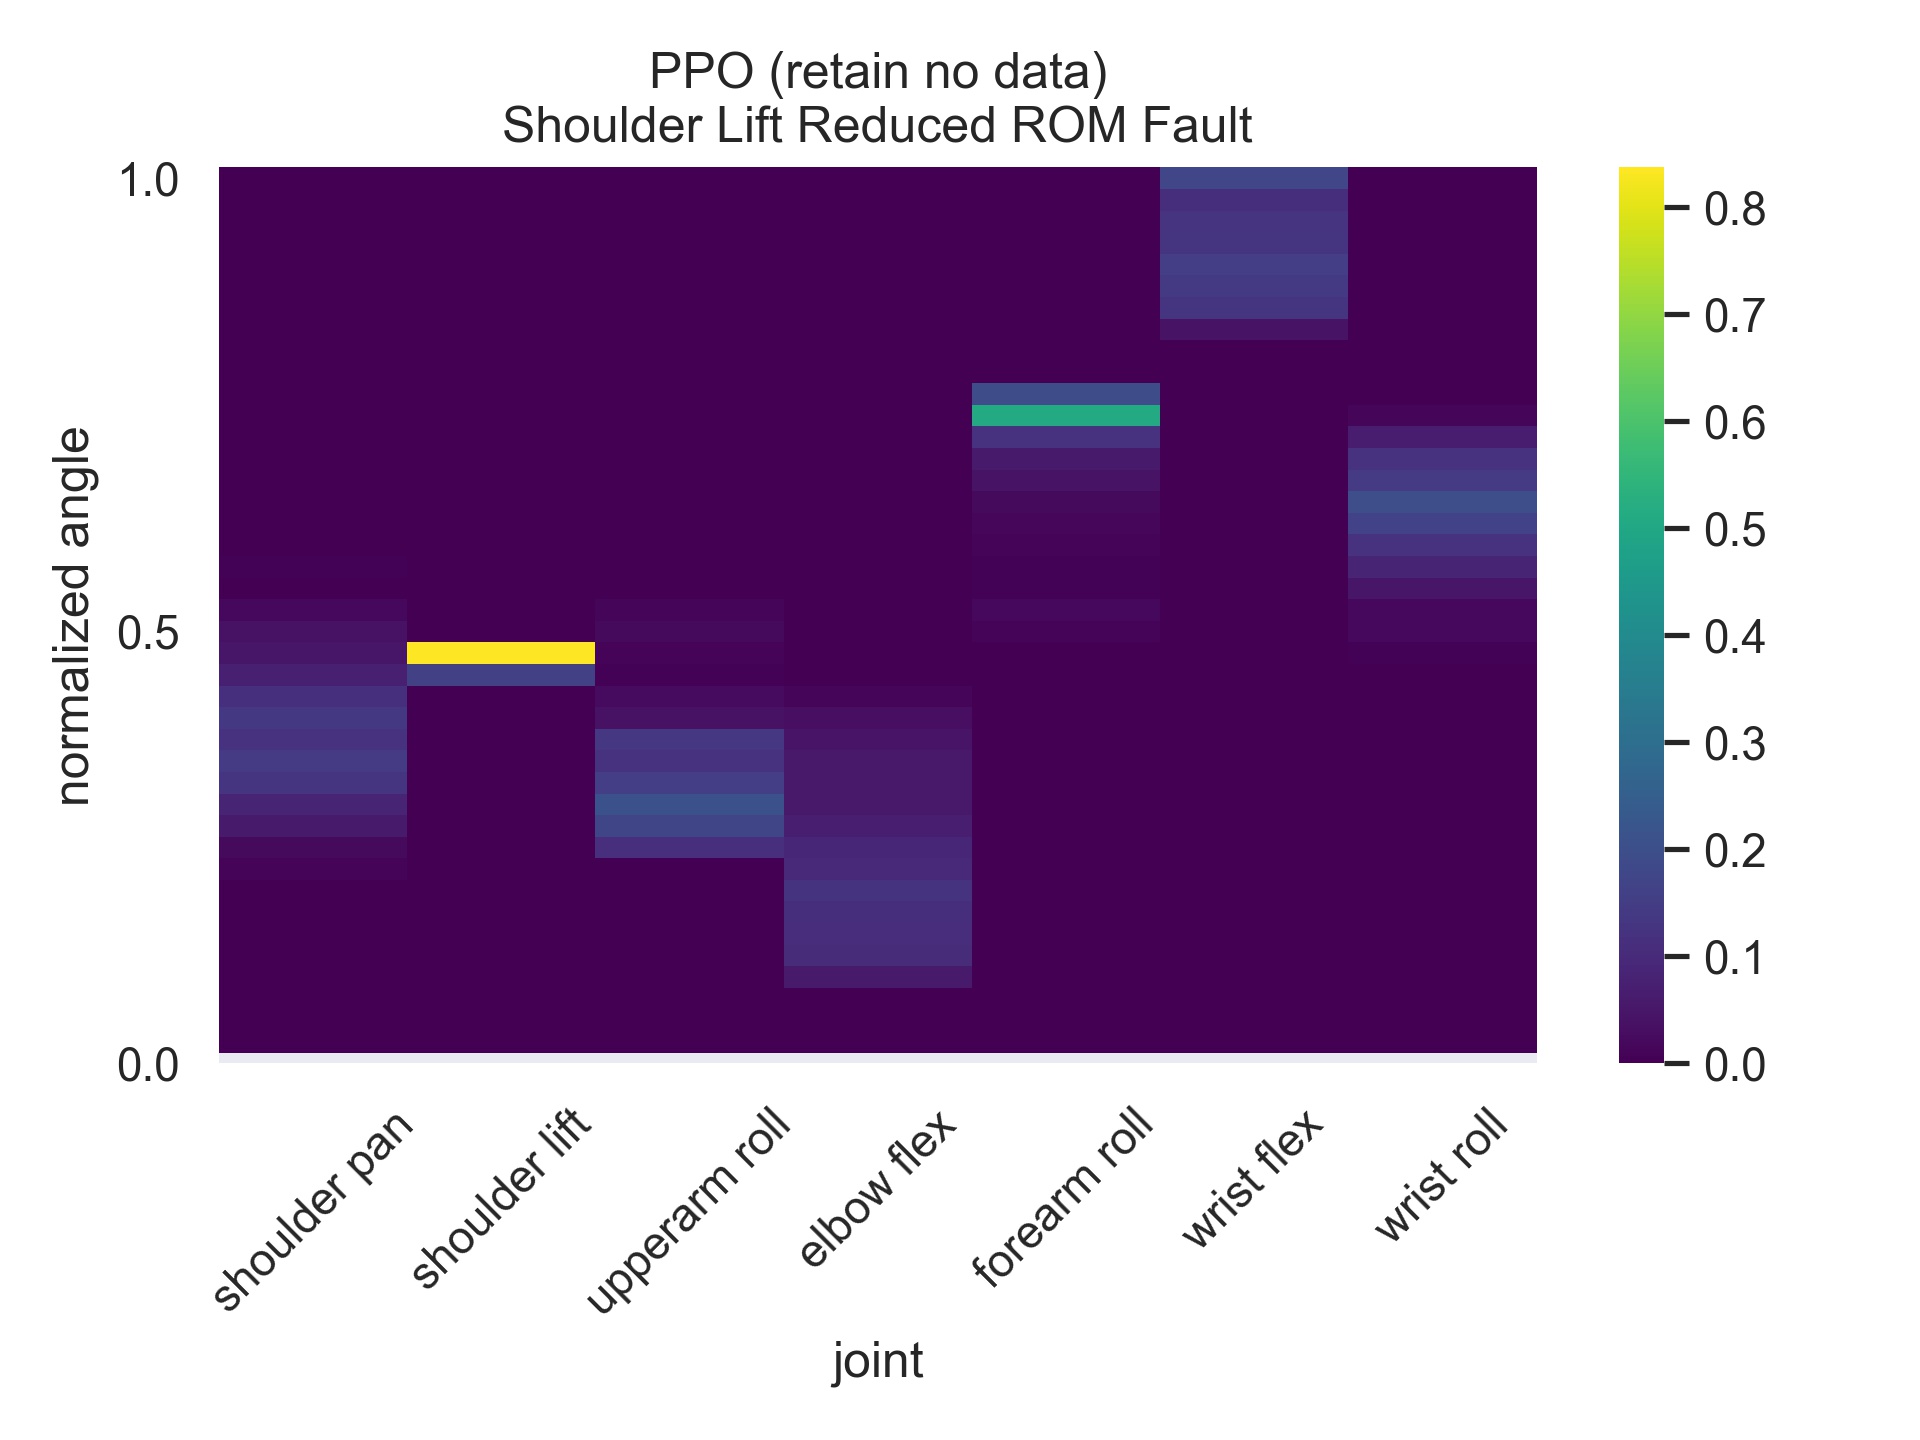 PPO (retain no data)
Shoulder Lift Reduced ROM Fault
1.0
0.5
0.0
normalized angle
shoulder pan
shoulder lift
upperarm roll
elbow flex
forearm roll
wrist flex
wrist roll
joint
0.8
0.7
0.6
0.5
0.4
0.3
0.2
0.1
0.0